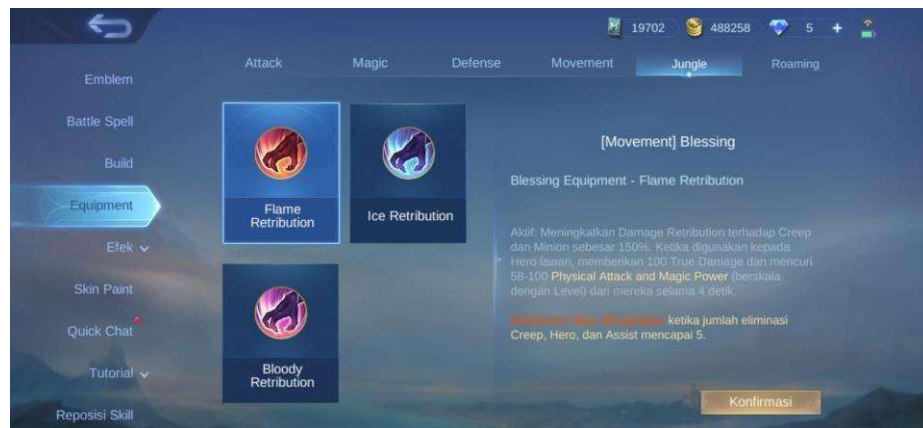 19702
488258
5
Attack
Magic
Defense
Movement
Jungle
Roaming
Emblem
Battle Spell
Build
Equipment
Efek
Skin Paint
Quick Chat
Tutorial
Reposisi Skill
Flame
Retribution
Ice Retribution
Bloody
Retribution
[Movement] Blessing
Blessing Equipment - Flame Retribution
Aktif: Meningkatkan Damage Retribution terhadap Creep
dan Minion sebesar 150%. Ketika digunakan kepada
Hero lawan, memberikan 100 True Damage dan mencuri
58-100 Physical Attack and Magic Power (berskala
dengan Level) dari mereka selama 4 detik.
ketika jumlah eliminasi
Creep, Hero, dan Assist mencapai 5.
Konfirmasi